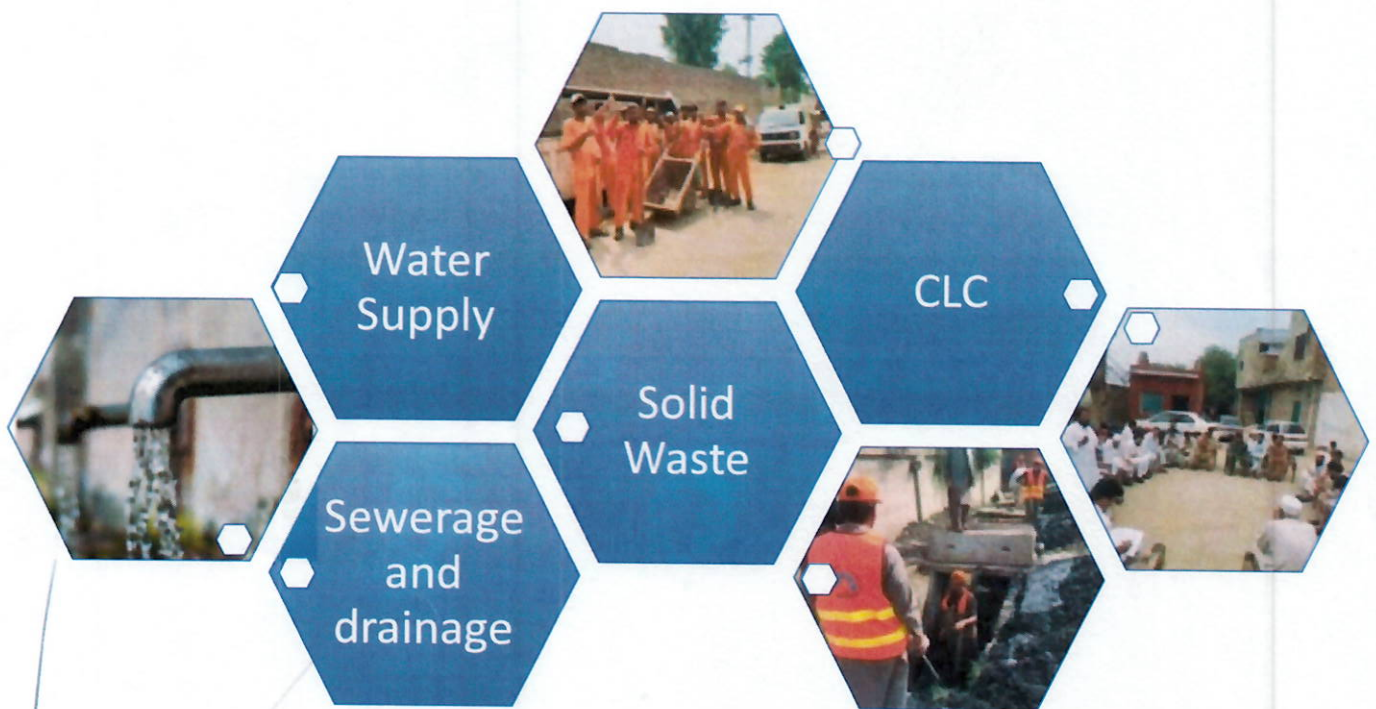 Water
Supply
CLC
Solid
Waste
Sewerage
and
drainage